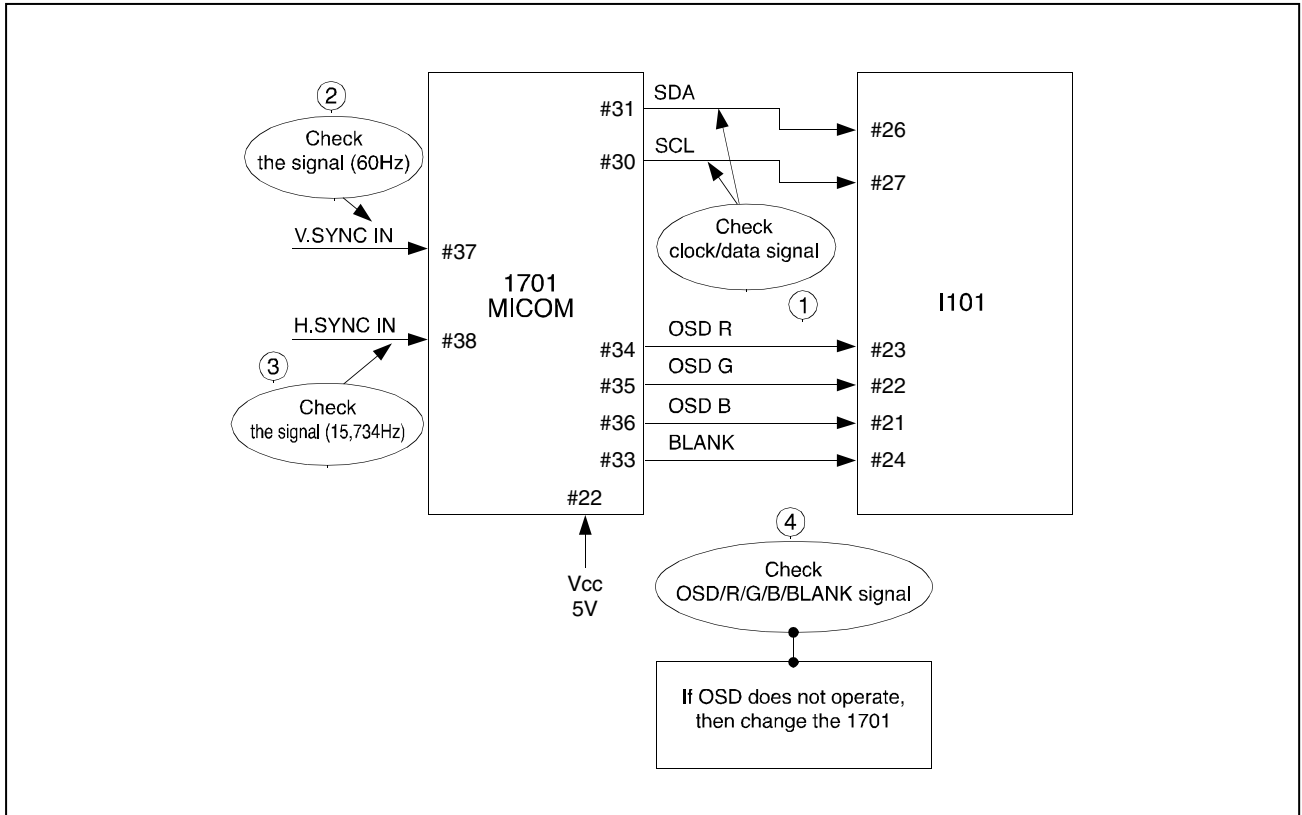 2
Check
the signal (60Hz)
V.SYNC IN
#37
H.SYNC IN
#38
3
Check
the signal (15,734Hz)
1701
MICOM
#31
#30
#34
#35
#36
#33
#22
Vcc
5V
SDA
SCL
Check
clock/data signal
1
OSD R
OSD G
OSD B
BLANK
#26
#27
I101
#23
#22
#21
#24
4
Check
OSD/R/G/B/BLANK signal
If OSD does not operate,
then change the 1701